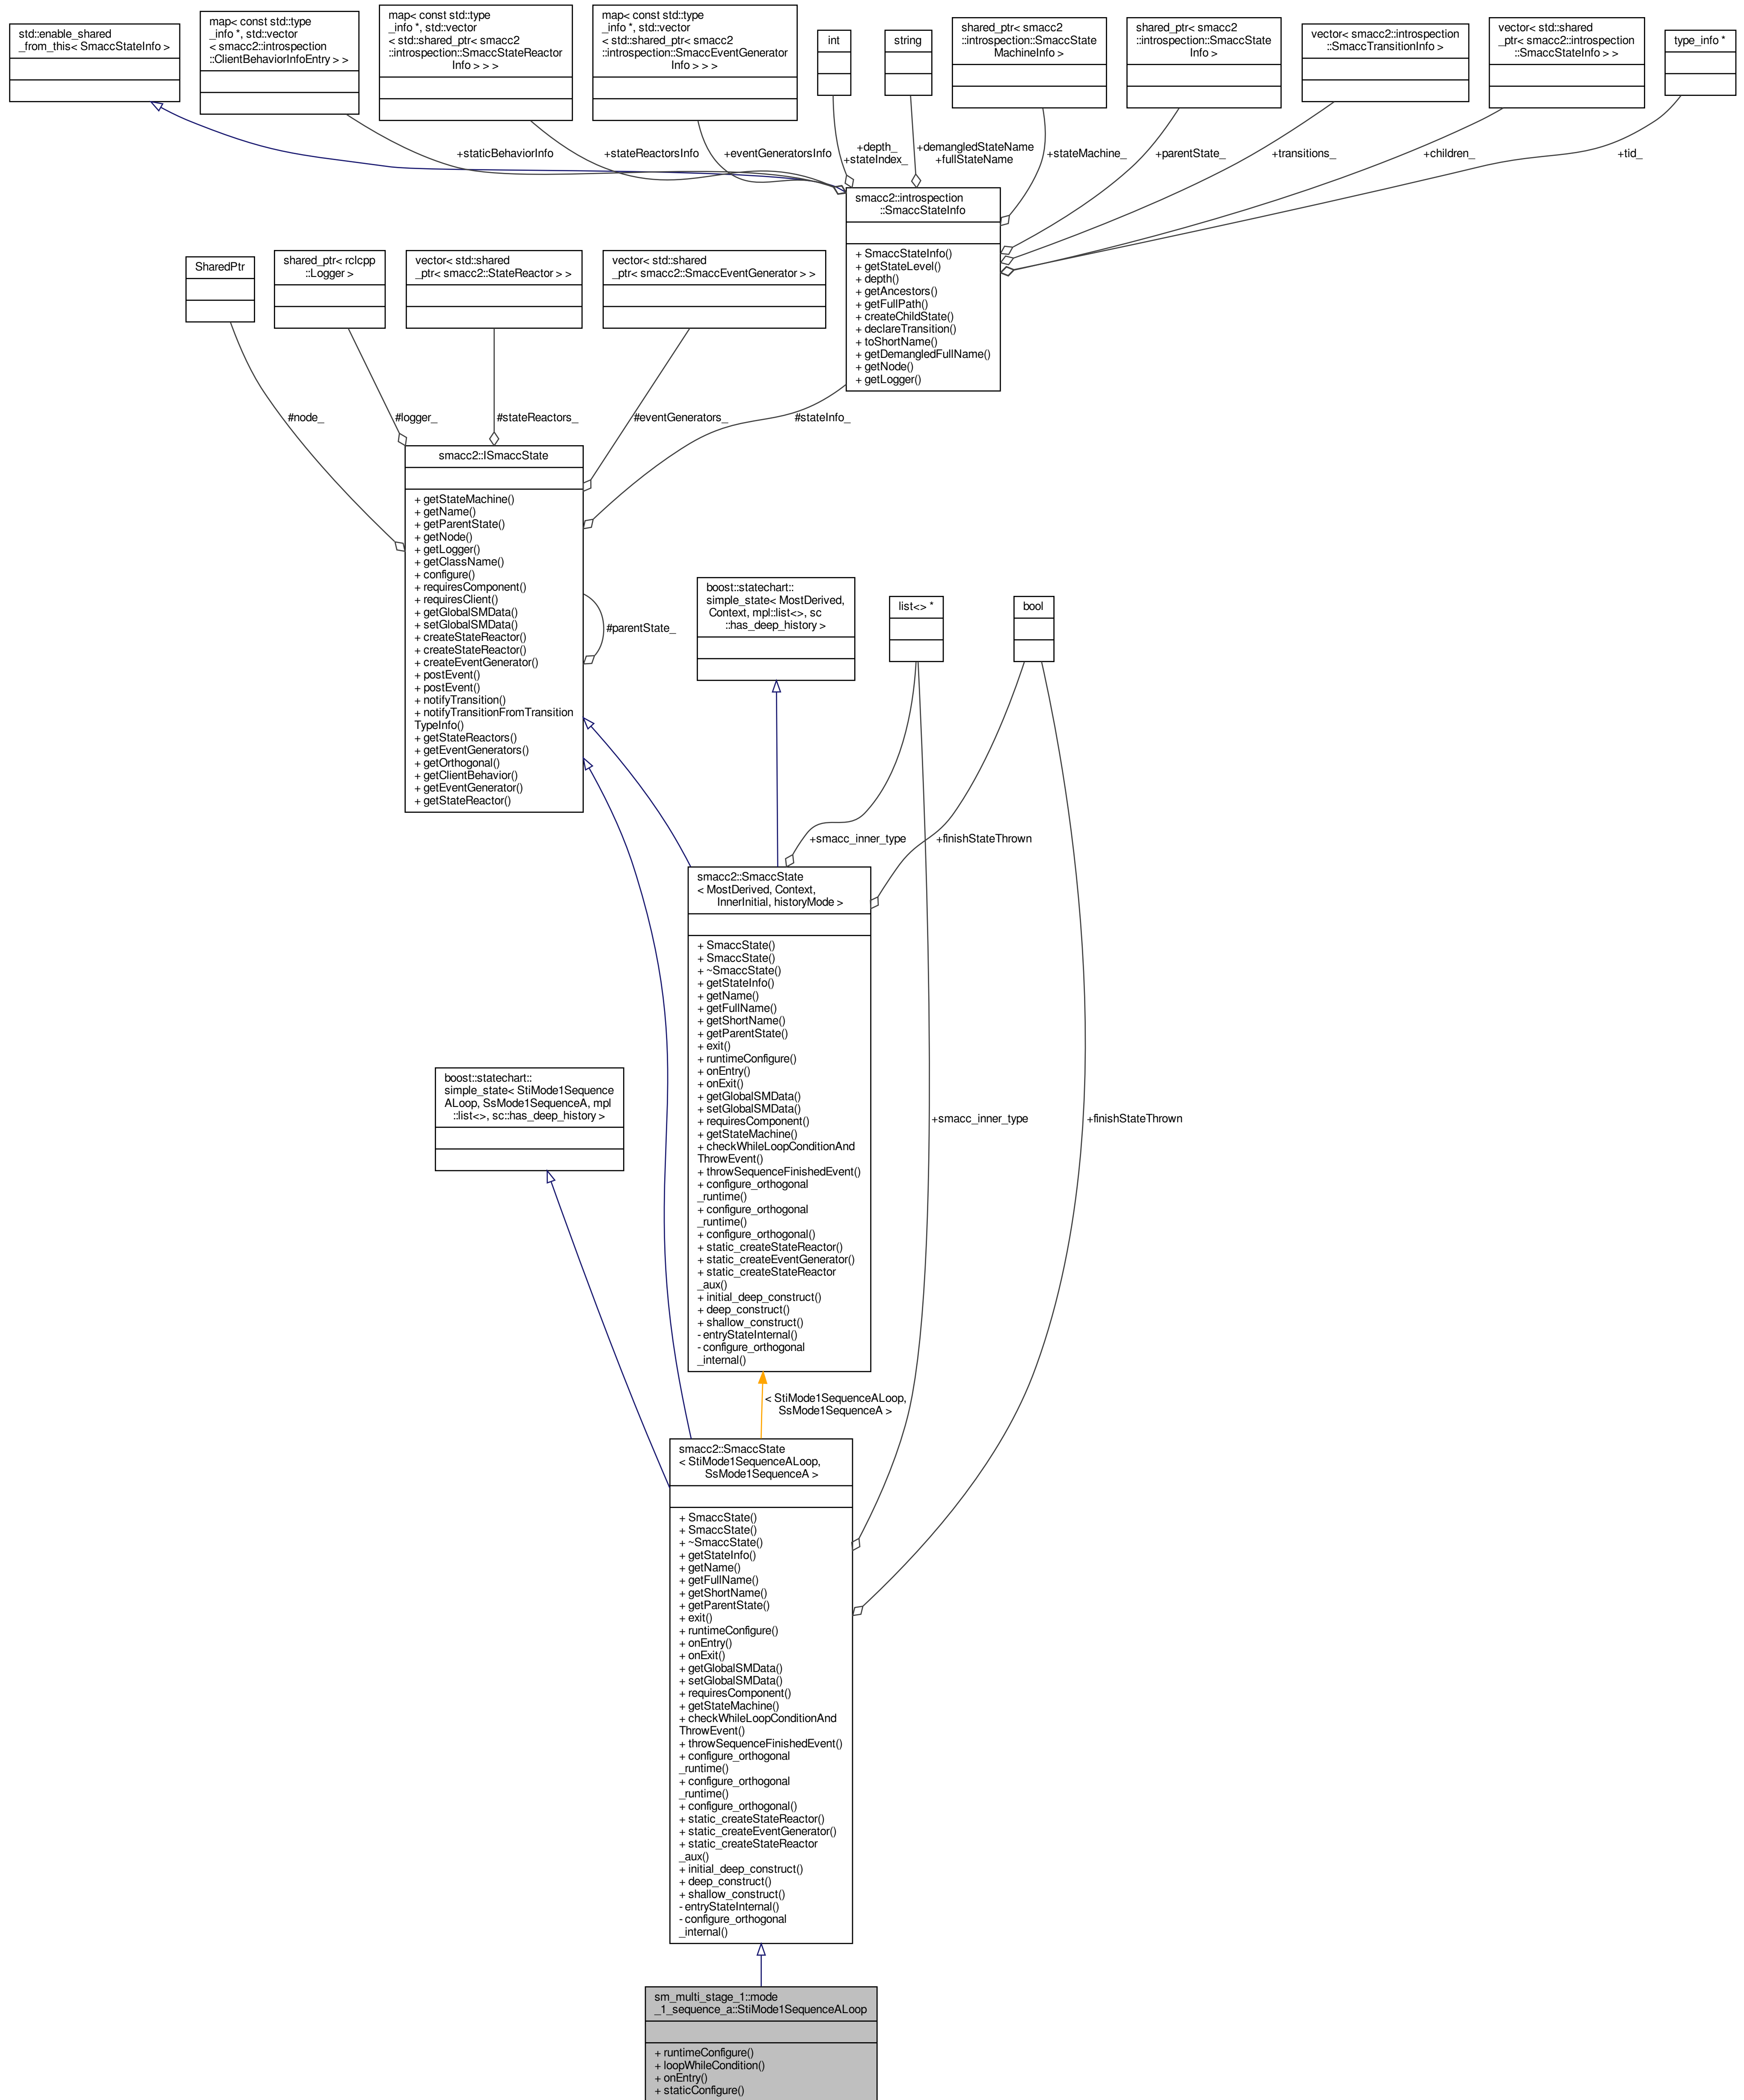 std::enable_shared
_from_this< SmaccStateInfo >
map< const std::type
_info *, std::vector
< smacc2::introspection
::ClientBehaviorInfoEntry > >
map< const std::type
_info *, std::vector
< std::shared_ptr< smacc2
::introspection::SmaccStateReactor
Info > > >
map< const std::type
_info *, std::vector
< std::shared_ptr< smacc2
::introspection::SmaccEventGenerator
Info > > >
int
string
shared_ptr< smacc2
::introspection::SmaccState
MachineInfo >
shared_ptr< smacc2
::introspection::SmaccState
Info >
vector< smacc2::introspection
::SmaccTransitionInfo >
vector< std::shared
_ptr< smacc2::introspection
::SmaccStateInfo > >
type_info *
+staticBehaviorInfo
+stateReactorsInfo
+eventGeneratorsInfo
+depth_
+stateIndex_
+demangledStateName
+fullStateName
+stateMachine_
+parentState_
+transitions_
+children_
+tid_
smacc2::introspection
::SmaccStateInfo
+ SmaccStateInfo()
+ getStateLevel()
+ depth()
+ getAncestors()
+ getFullPath()
+ createChildState()
+ declareTransition()
+ toShortName()
+ getDemangledFullName()
+ getNode()
+ getLogger()
SharedPtr
shared_ptr< rclcpp
::Logger >
vector< std::shared
_ptr< smacc2::StateReactor > >
vector< std::shared
_ptr< smacc2::SmaccEventGenerator > >
#node_
#logger_
#stateReactors_
#eventGenerators_
#stateInfo_
smacc2::ISmaccState
+ getStateMachine()
+ getName()
+ getParentState()
+ getNode()
+ getLogger()
+ getClassName()
+ configure()
+ requiresComponent()
+ requiresClient()
+ getGlobalSMData()
+ setGlobalSMData()
+ createStateReactor()
+ createStateReactor()
+ createEventGenerator()
+ postEvent()
+ postEvent()
+ notifyTransition()
+ notifyTransitionFromTransition
TypeInfo()
+ getStateReactors()
+ getEventGenerators()
+ getOrthogonal()
+ getClientBehavior()
+ getEventGenerator()
+ getStateReactor()
#parentState_
boost::statechart::
simple_state< MostDerived,
Context, mpl::list<>, sc
::has_deep_history >
list<> *
bool
+smacc_inner_type
+finishStateThrown
smacc2::SmaccState
< MostDerived, Context,
InnerInitial, historyMode >
+ SmaccState()
+ SmaccState()
+ ~SmaccState()
+ getStateInfo()
+ getName()
+ getFullName()
+ getShortName()
+ getParentState()
+ exit()
+ runtimeConfigure()
+ onEntry()
+ onExit()
+ getGlobalSMData()
+ setGlobalSMData()
+ requiresComponent()
+ getStateMachine()
+ checkWhileLoopConditionAnd
ThrowEvent()
+ throwSequenceFinishedEvent()
+ configure_orthogonal
_runtime()
+ configure_orthogonal
_runtime()
+ configure_orthogonal()
+ static_createStateReactor()
+ static_createEventGenerator()
+ static_createStateReactor
_aux()
+ initial_deep_construct()
+ deep_construct()
+ shallow_construct()
- entryStateInternal()
- configure_orthogonal
_internal()
boost::statechart::
simple_state< StiMode1Sequence
ALoop, SsMode1SequenceA, mpl
::list<>, sc::has_deep_history >
+smacc_inner_type
+finishStateThrown
< StiMode1SequenceALoop,
SsMode1SequenceA >
smacc2::SmaccState
< StiMode1SequenceALoop,
SsMode1SequenceA >
+ SmaccState()
+ SmaccState()
+ ~SmaccState()
+ getStateInfo()
+ getName()
+ getFullName()
+ getShortName()
+ getParentState()
+ exit()
+ runtimeConfigure()
+ onEntry()
+ onExit()
+ getGlobalSMData()
+ setGlobalSMData()
+ requiresComponent()
+ getStateMachine()
+ checkWhileLoopConditionAnd
ThrowEvent()
+ throwSequenceFinishedEvent()
+ configure_orthogonal
_runtime()
+ configure_orthogonal
_runtime()
+ configure_orthogonal()
+ static_createStateReactor()
+ static_createEventGenerator()
+ static_createStateReactor
_aux()
+ initial_deep_construct()
+ deep_construct()
+ shallow_construct()
- entryStateInternal()
- configure_orthogonal
_internal()
sm_multi_stage_1::mode
_1_sequence_a::StiMode1SequenceALoop
+ runtimeConfigure()
+ loopWhileCondition()
+ onEntry()
+ staticConfigure()